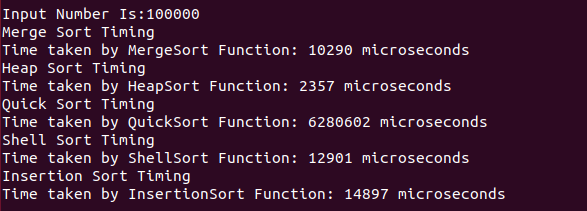 Input Number Is:100000
Merge Sort Timing
Time taken by MergeSort Function: 10290 microseconds
Heap Sort Timing
Time taken by HeapSort Function: 2357 microseconds
Quick Sort Timing
Time taken by QuickSort Function: 6280602 microseconds
Shell Sort Timing
Time taken by ShellSort Function: 12901 microseconds
Insertion Sort Timing
Time taken by InsertionSort Function: 14897 microseconds